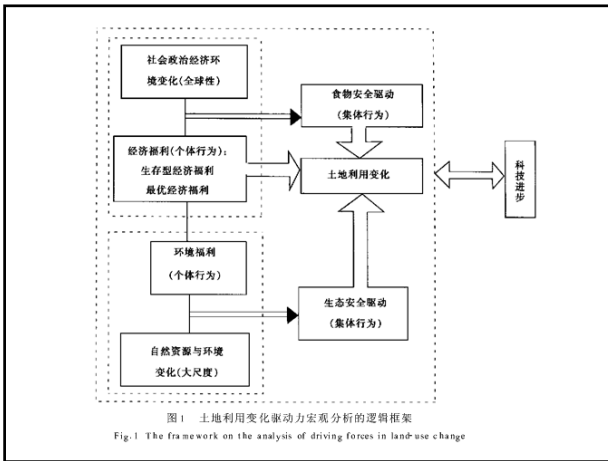 社会政治经济环
境变化(全球性)
食物安全驱动
(集体行为)
经济福利(个体行为):
生存型经济福利
最优经济福利
土地利用变化
科
技
进
步
环境福利
(个体行为)
生态安全驱动
(集体行为)
自然资源与环境
变化(大尺度)
图1 土地利用变化驱动力宏观分析的逻辑框架
Fig.1 The framework on the analysis of driving forces in land-use change